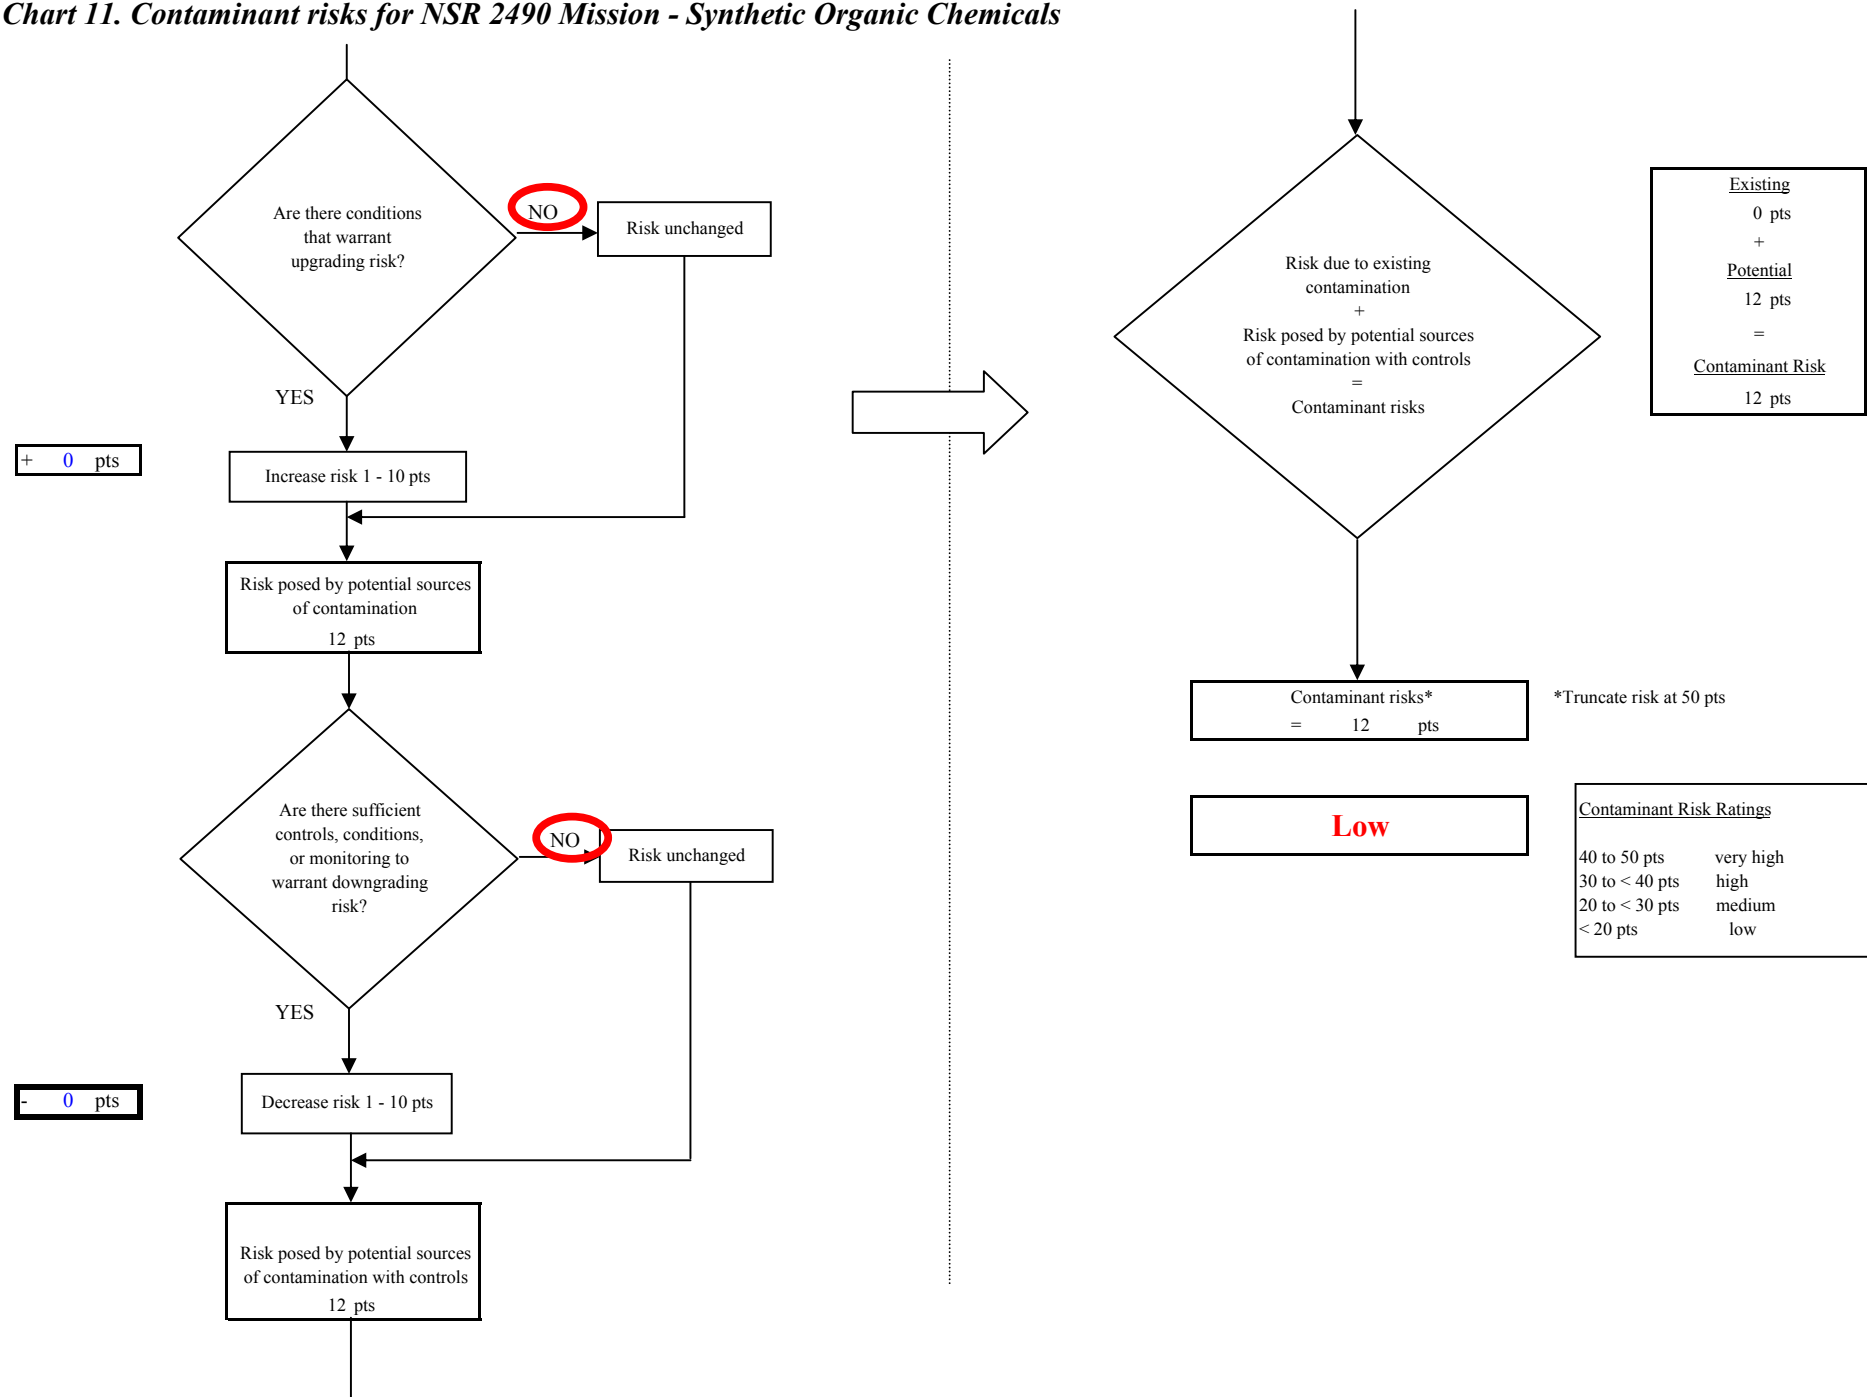 Chart 11. Contaminant risks for NSR 2490 Mission - Synthetic Organic Chemicals
Are there conditions
that warrant
upgrading risk?
NO
Risk unchanged
YES
+ 0 pts
Increase risk 1 - 10 pts
Risk posed by potential sources
of contamination
12 pts
Are there sufficient
controls, conditions,
or monitoring to
warrant downgrading
risk?
NO
Risk unchanged
YES
- 0 pts
Decrease risk 1 - 10 pts
Risk posed by potential sources
of contamination with controls
12 pts
Risk due to existing
contamination
+
Risk posed by potential sources
of contamination with controls
=
Contaminant risks
Existing
0 pts
+
Potential
12 pts
=
Contaminant Risk
12 pts
Contaminant risks*
= 12 pts
*Truncate risk at 50 pts
Low
Contaminant Risk Ratings
40 to 50 pts very high
30 to < 40 pts high
20 to < 30 pts medium
< 20 pts low